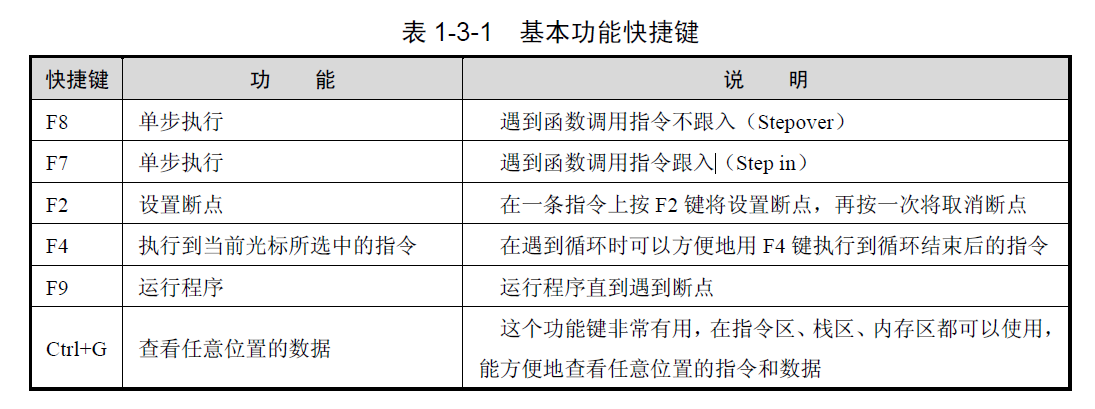 表 1-3-1 基本功能快捷键
快捷键 功 能 说 明
F8 单步执行 遇到函数调用指令不跟入（Stepover）
F7 单步执行 遇到函数调用指令跟入（Step in）
F2 设置断点 在一条指令上按 F2 键将设置断点，再按一次将取消断点
F4 执行到当前光标所选中的指令 在遇到循环时可以方便地用 F4 键执行到循环结束后的指令
F9 运行程序 运行程序直到遇到断点
Ctrl+G 查看任意位置的数据 这个功能键非常有用，在指令区、栈区、内存区都可以使用，
能方便地查看任意位置的指令和数据